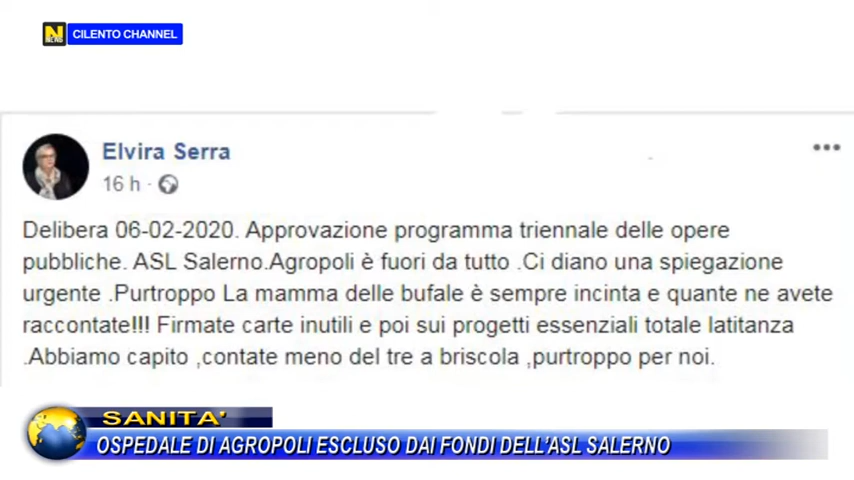 CILENTO CHANNEL
Elvira Serra
16 h ·
Delibera 06-02-2020. Approvazione programma triennale delle opere
pubbliche. ASL Salerno.Agropoli è fuori da tutto .Ci diano una spiegazione
urgente .Purtroppo La mamma delle bufale è sempre incinta e quante ne avete
raccontate!!! Firmate carte inutili e poi sui progetti essenziali totale latitanza
.Abbiamo capito ,contate meno del tre a briscola ,purtroppo per noi.
SANITA'
OSPEDALE DI AGROPOLI ESCLUSO DAI FONDI DELL'ASL SALERNO